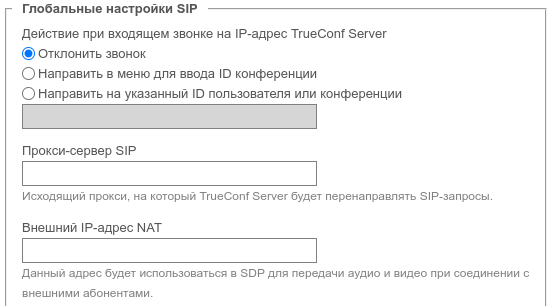 Глобальные настройки SIP
Действие при входящем звонке на IP-адрес TrueConf Server
Отклонить звонок
Направить в меню для ввода ID конференции
Направить на указанный ID пользователя или конференции
Прокси-сервер SIP
Исходящий прокси, на который TrueConf Server будет перенаправлять SIP-запросы.
Внешний IP-адрес NAT
Данный адрес будет использоваться в SDP для передачи аудио и видео при соединении с
внешними абонентами.